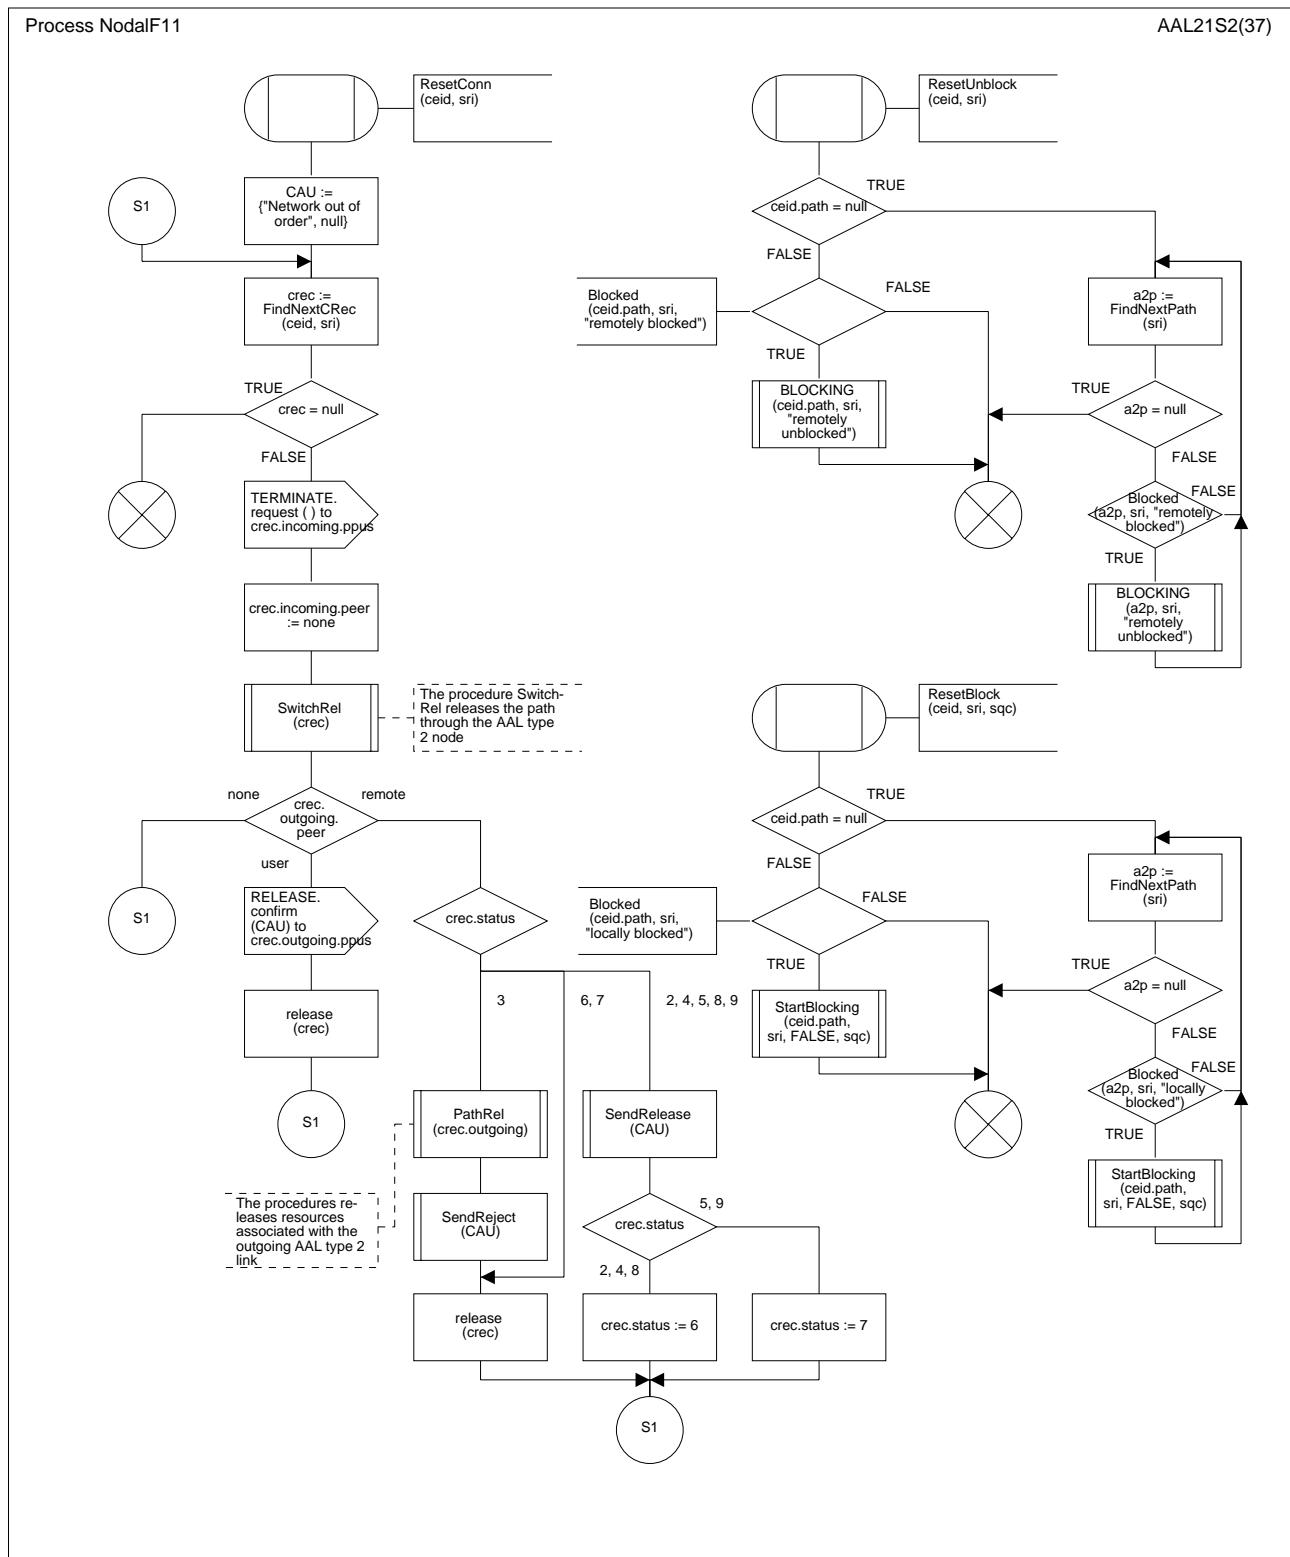 Process NodalF11
AAL21S2(37)
ResetConn
(ceid, sri)
CAU :=
{"Network out of
order", null}
S1
crec :=
FindNextCRec
(ceid, sri)
TRUE
crec = null
FALSE
TERMINATE.
request ( ) to
crec.incoming.ppus
crec.incoming.peer
:= none
SwitchRel
(crec)
The procedure Switch-
Rel releases the path
through the AAL type
2 node
none
remote
crec.
outgoing.
peer
user
S1
RELEASE.
confirm
(CAU) to
crec.outgoing.ppus
release
(crec)
S1
crec.status
3
6, 7
2, 4, 5, 8, 9
PathRel
(crec.outgoing)
The procedures re-
leases resources
associated with the
outgoing AAL type 2
link
SendReject
(CAU)
release
(crec)
SendRelease
(CAU)
5, 9
crec.status
2, 4, 8
crec.status := 6
crec.status := 7
S1
ResetUnblock
(ceid, sri)
TRUE
ceid.path = null
FALSE
Blocked
(ceid.path, sri,
"remotely blocked")
FALSE
TRUE
BLOCKING
(ceid.path, sri,
"remotely
unblocked")
a2p :=
FindNextPath
(sri)
TRUE
a2p = null
FALSE
Blocked
(a2p, sri, "remotely
blocked")
FALSE
TRUE
BLOCKING
(a2p, sri,
"remotely
unblocked")
ResetBlock
(ceid, sri, sqc)
TRUE
ceid.path = null
FALSE
Blocked
(ceid.path, sri,
"locally blocked")
FALSE
TRUE
StartBlocking
(ceid.path,
sri, FALSE, sqc)
a2p :=
FindNextPath
(sri)
TRUE
a2p = null
FALSE
Blocked
(a2p, sri, "locally
blocked")
FALSE
TRUE
StartBlocking
(ceid.path,
sri, FALSE, sqc)